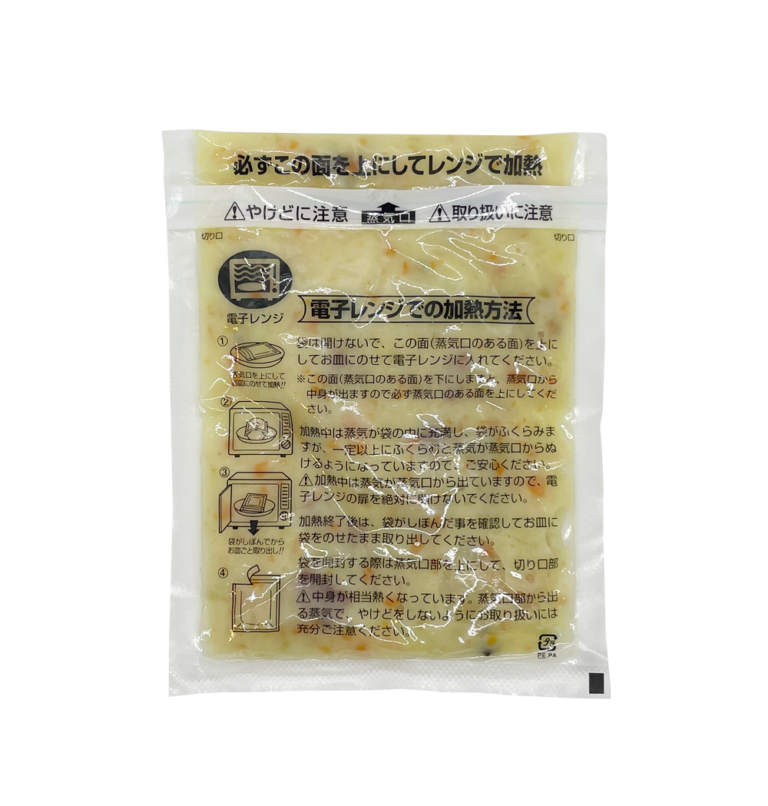 必ずこの面を上にしてレンジで加熱
⚠やけどに注意 蒸気口 ⚠取り扱いに注意
切り口 切り口
電子レンジ
電子レンジでの加熱方法
①
蒸気口を上にして
お皿にのせて加熱!!
袋は開けないで、この面(蒸気口のある面)を上に
してお皿にのせて電子レンジに入れてください。
※この面(蒸気口のある面)を下にしますと、蒸気口から
中身が出ますので必ず蒸気口のある面を上にしてくだ
さい。
②
加熱中は蒸気が袋の中に充満し、袋がふくらみま
すが、一定以上にふくらむと蒸気が蒸気口からぬ
けるようになっていますので、ご安心ください。
⚠加熱中は蒸気が蒸気口から出ていますので、電
子レンジの扉を絶対に開けないでください。
③
袋がしぼんでから
お皿ごと取り出し!!
加熱終了後は、袋がしぼんだ事を確認してお皿に
袋をのせたまま取り出してください。
④
袋を開封する際は蒸気口部を上にして、切り口部
を開封してください。
⚠中身が相当熱くなっています。蒸気口部から出
る蒸気で、やけどをしないようにお取り扱いには
充分ご注意ください。
プラ
PE,PA